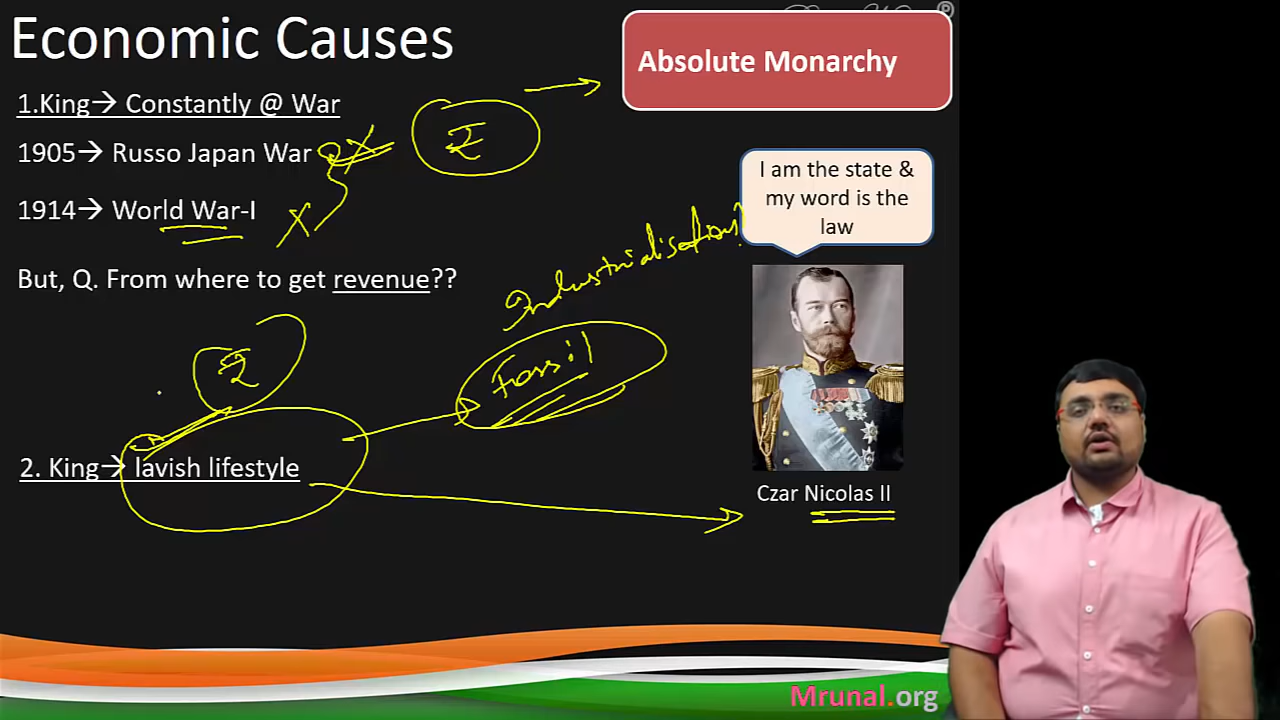 Economic Causes
Absolute Monarchy
1.King→ Constantly @ War
1905→ Russo Japan War
₹
1914→ World War-I
I am the state &
my word is the
law
But, Q. From where to get revenue??
Industrialisation?
₹
Fossil
2. King→ lavish lifestyle
Czar Nicolas II
Mrunal.org